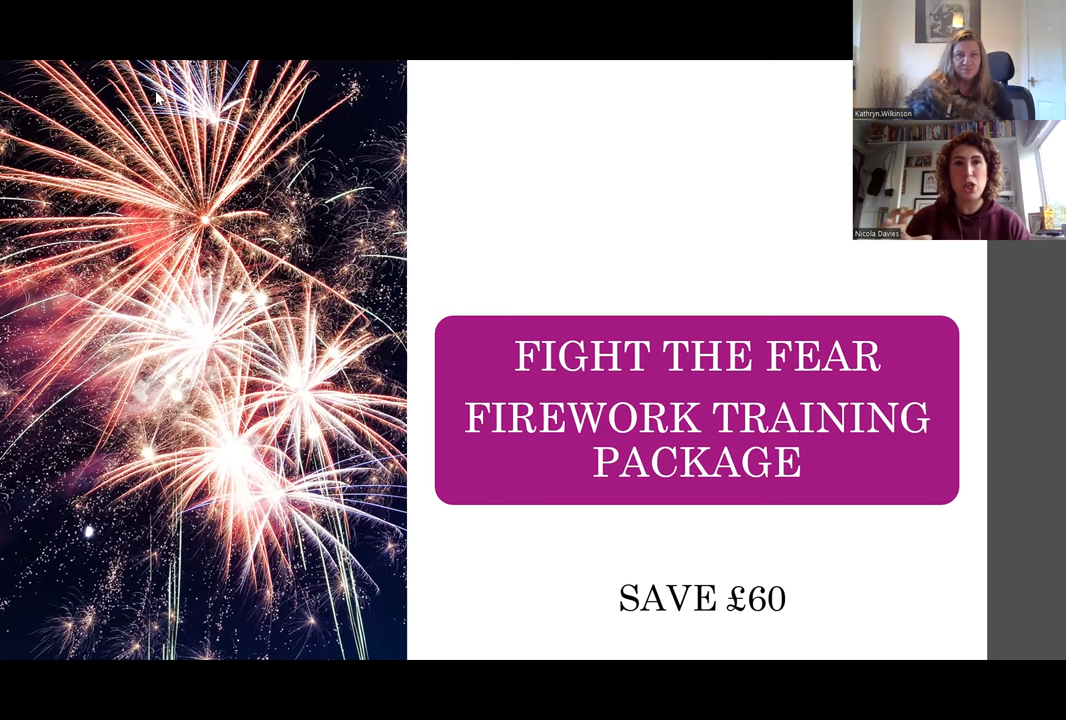 Kathryn.Wilkinson
Nicola Davies
FIGHT THE FEAR
FIREWORK TRAINING
PACKAGE
SAVE £60